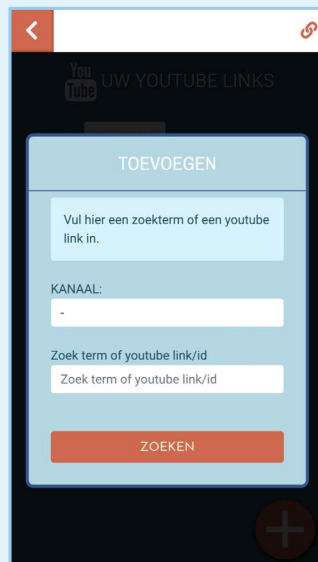 You
Tube UW YOUTUBE LINKS
TOEVOEGEN
Vul hier een zoekterm of een youtube
link in.
KANAAL:
-
Zoek term of youtube link/id
Zoek term of youtube link/id
ZOEKEN